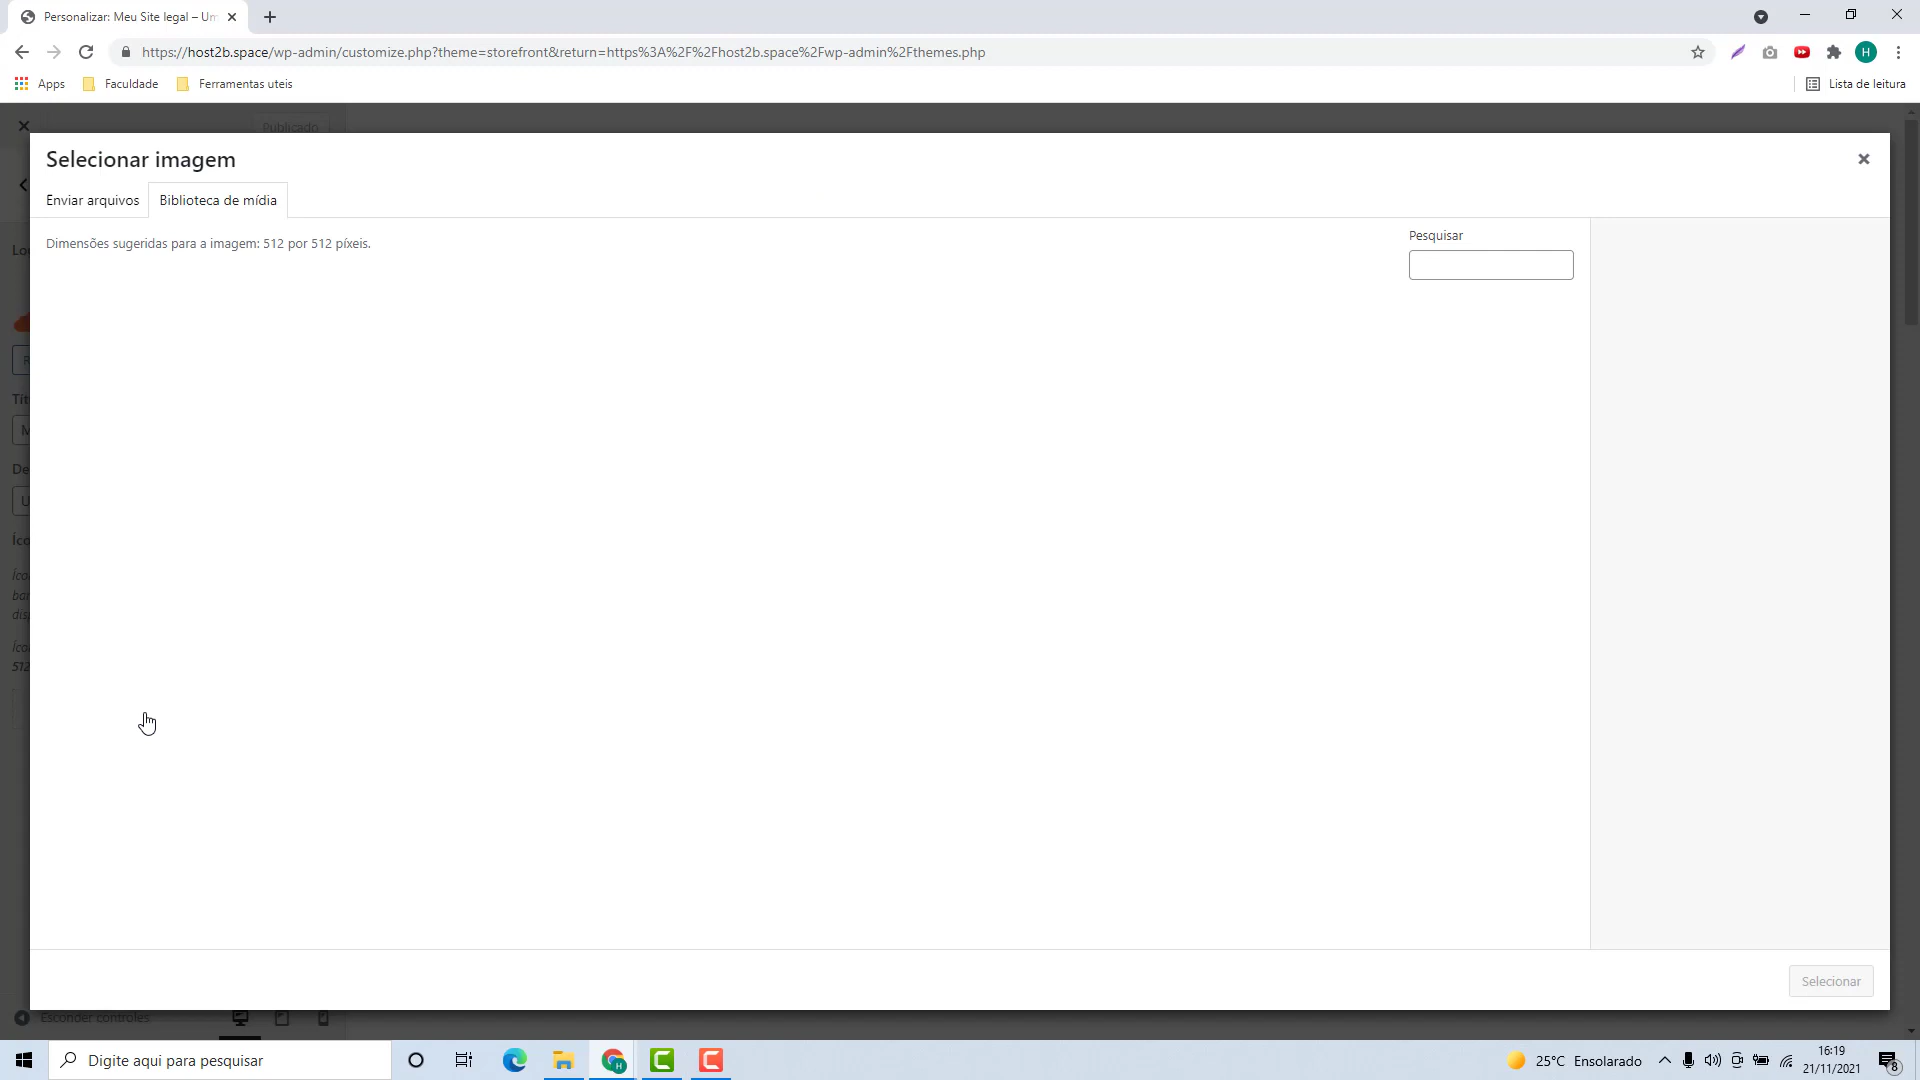 Personalizar: Meu Site legal – Um
https://host2b.space/wp-admin/customize.php?theme=storefront&return=https%3A%2F%2Fhost2b.space%2Fwp-admin%2Fthemes.php
Apps
Faculdade
Ferramentas uteis
Lista de leitura
Publicado
Selecionar imagem
Enviar arquivos
Biblioteca de mídia
Dimensões sugeridas para a imagem: 512 por 512 píxeis.
Pesquisar
Selecionar
Esconder controles
Digite aqui para pesquisar
25°C Ensolarado
16:19
21/11/2021
8